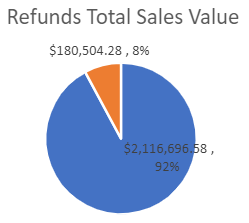 Refunds Total Sales Value
$180,504.28 , 8%
$2,116,696.58 ,
92%